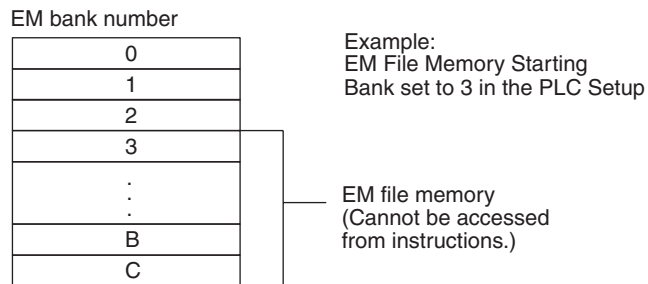 EM bank number
0
1
2
3
.
.
.
B
C
Example:
EM File Memory Starting
Bank set to 3 in the PLC Setup
EM file memory
(Cannot be accessed
from instructions.)